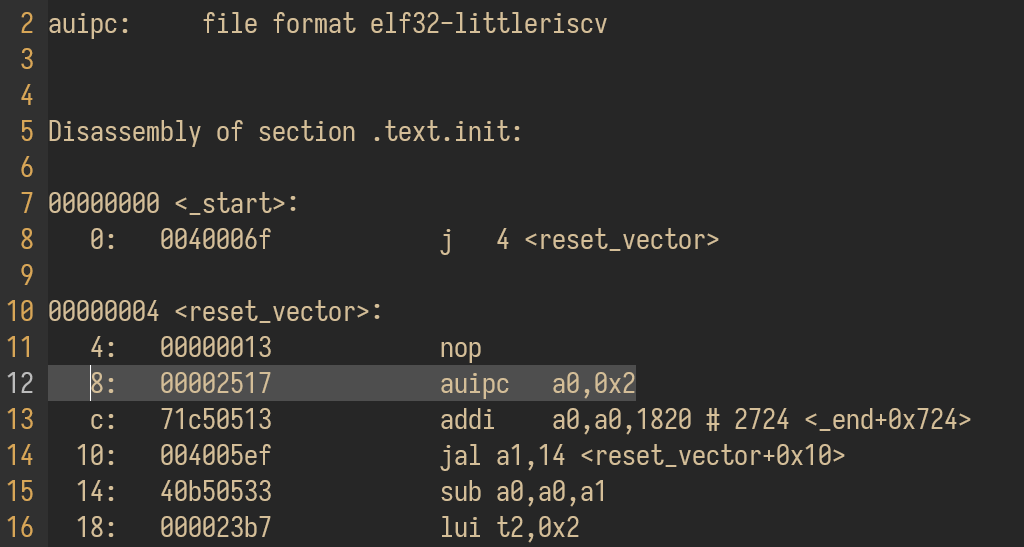 2 auipc:     file format elf32-littleriscv
3
4
5 Disassembly of section .text.init:
6
7 00000000 <_start>:
8    0:   0040006f            j   4 <reset_vector>
9
10 00000004 <reset_vector>:
11    4:   00000013            nop
12    8:   00002517            auipc   a0,0x2
13    c:   71c50513            addi    a0,a0,1820 # 2724 <_end+0x724>
14   10:   004005ef            jal a1,14 <reset_vector+0x10>
15   14:   40b50533            sub a0,a0,a1
16   18:   000023b7            lui t2,0x2